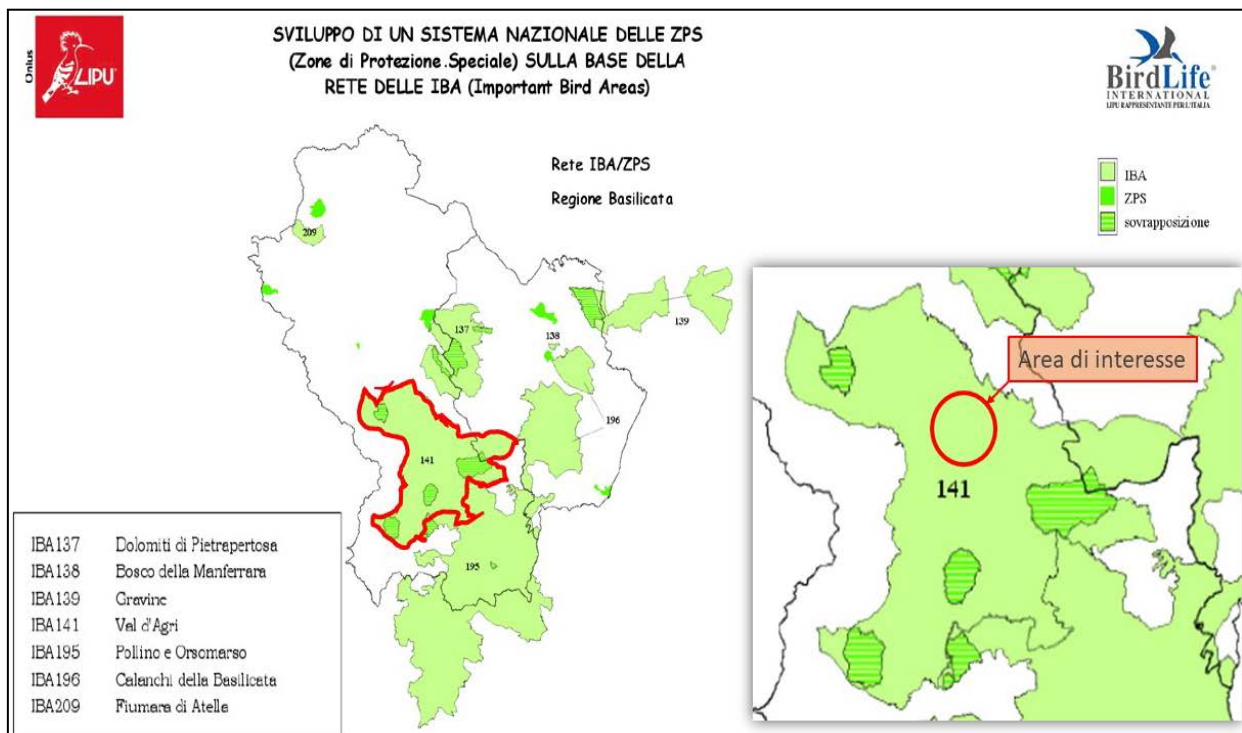 Onlus
LIPU
SVILUPPO DI UN SISTEMA NAZIONALE DELLE ZPS
(Zone di Protezione.Speciale) SULLA BASE DELLA
RETE DELLE IBA (Important Bird Areas)
BirdLife
INTERNATIONAL
LIPU RAPPRESENTANTE PER L'ITALIA
Rete IBA/ZPS
Regione Basilicata
IBA
ZPS
sovrapposizione
209
137
138
139
196
141
195
Area di interesse
141
IBA137 Dolomiti di Pietrapertosa
IBA138 Bosco della Manferrara
IBA139 Gravine
IBA141 Val d'Agri
IBA195 Pollino e Orsomarso
IBA196 Calanchi della Basilicata
IBA209 Fiumara di Atella